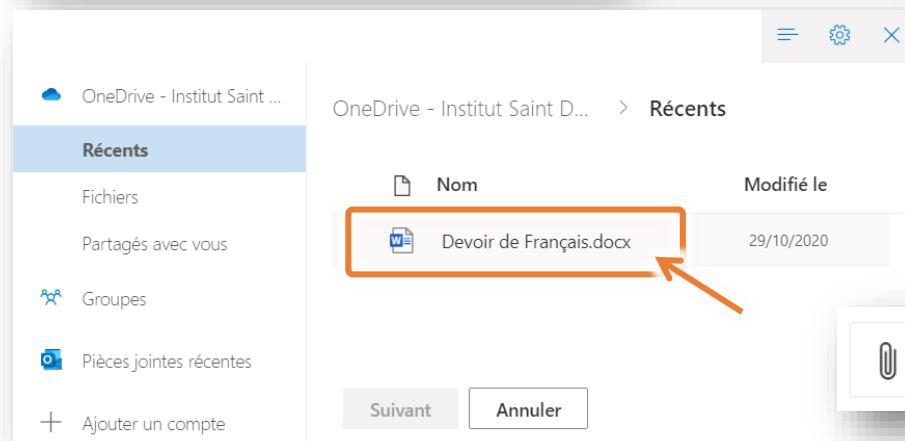 OneDrive - Institut Saint ...
Récents
Fichiers
Partagés avec vous
Groupes
Pièces jointes récentes
Ajouter un compte
OneDrive - Institut Saint D... > Récents
Nom Modifié le
Devoir de Français.docx 29/10/2020
Suivant Annuler